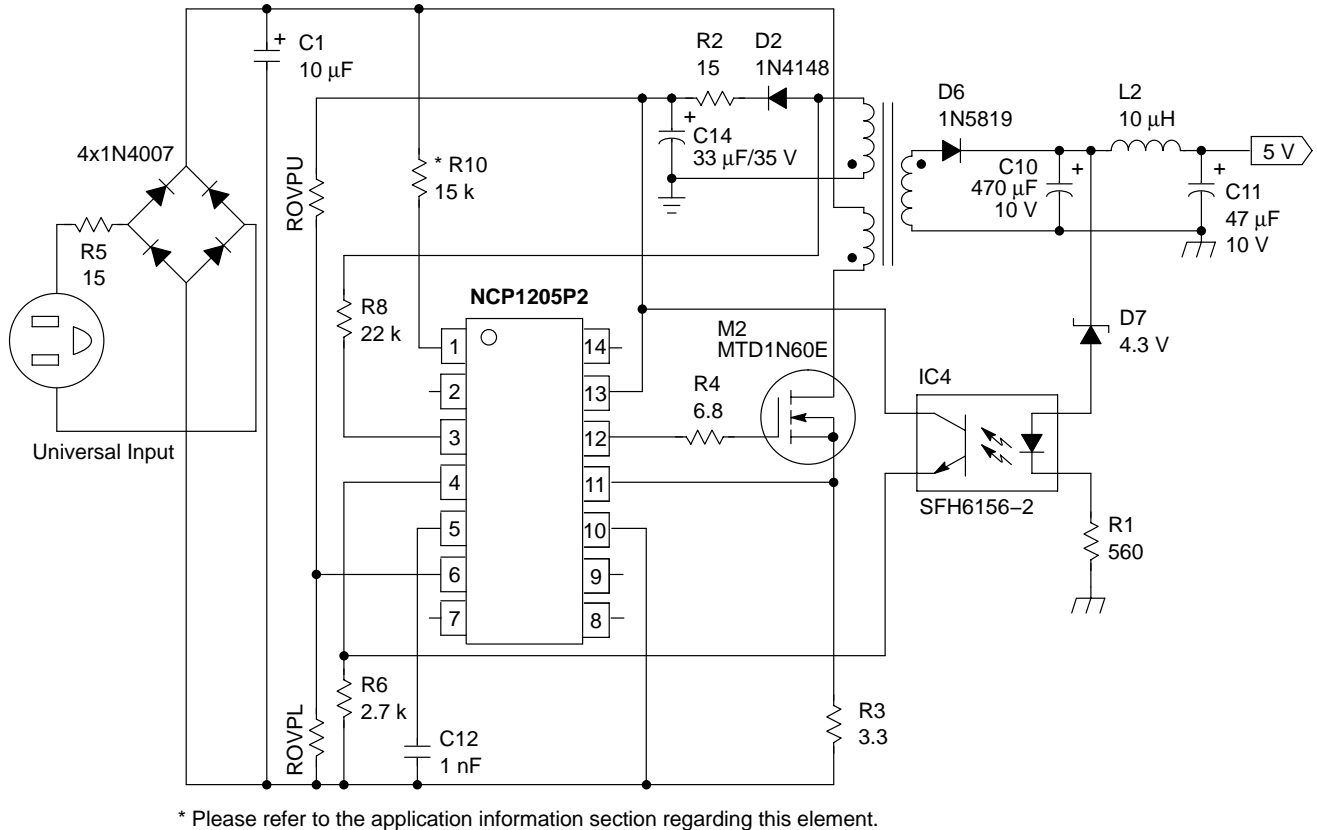 C1
10 µF
R2
15
D2
1N4148
+
+
C14
33 µF/35 V
D6
1N5819
L2
10 µH
5 V
4x1N4007
* R10
15 k
ROVPU
C10
470 µF
10 V
+
+
C11
47 µF
10 V
R5
15
R8
22 k
NCP1205P2
M2
MTD1N60E
D7
4.3 V
1
14
2
13
R4
6.8
IC4
Universal Input
3
12
4
11
SFH6156−2
5
10
R1
560
6
9
7
8
R6
2.7 k
ROVPL
C12
1 nF
R3
3.3
* Please refer to the application information section regarding this element.